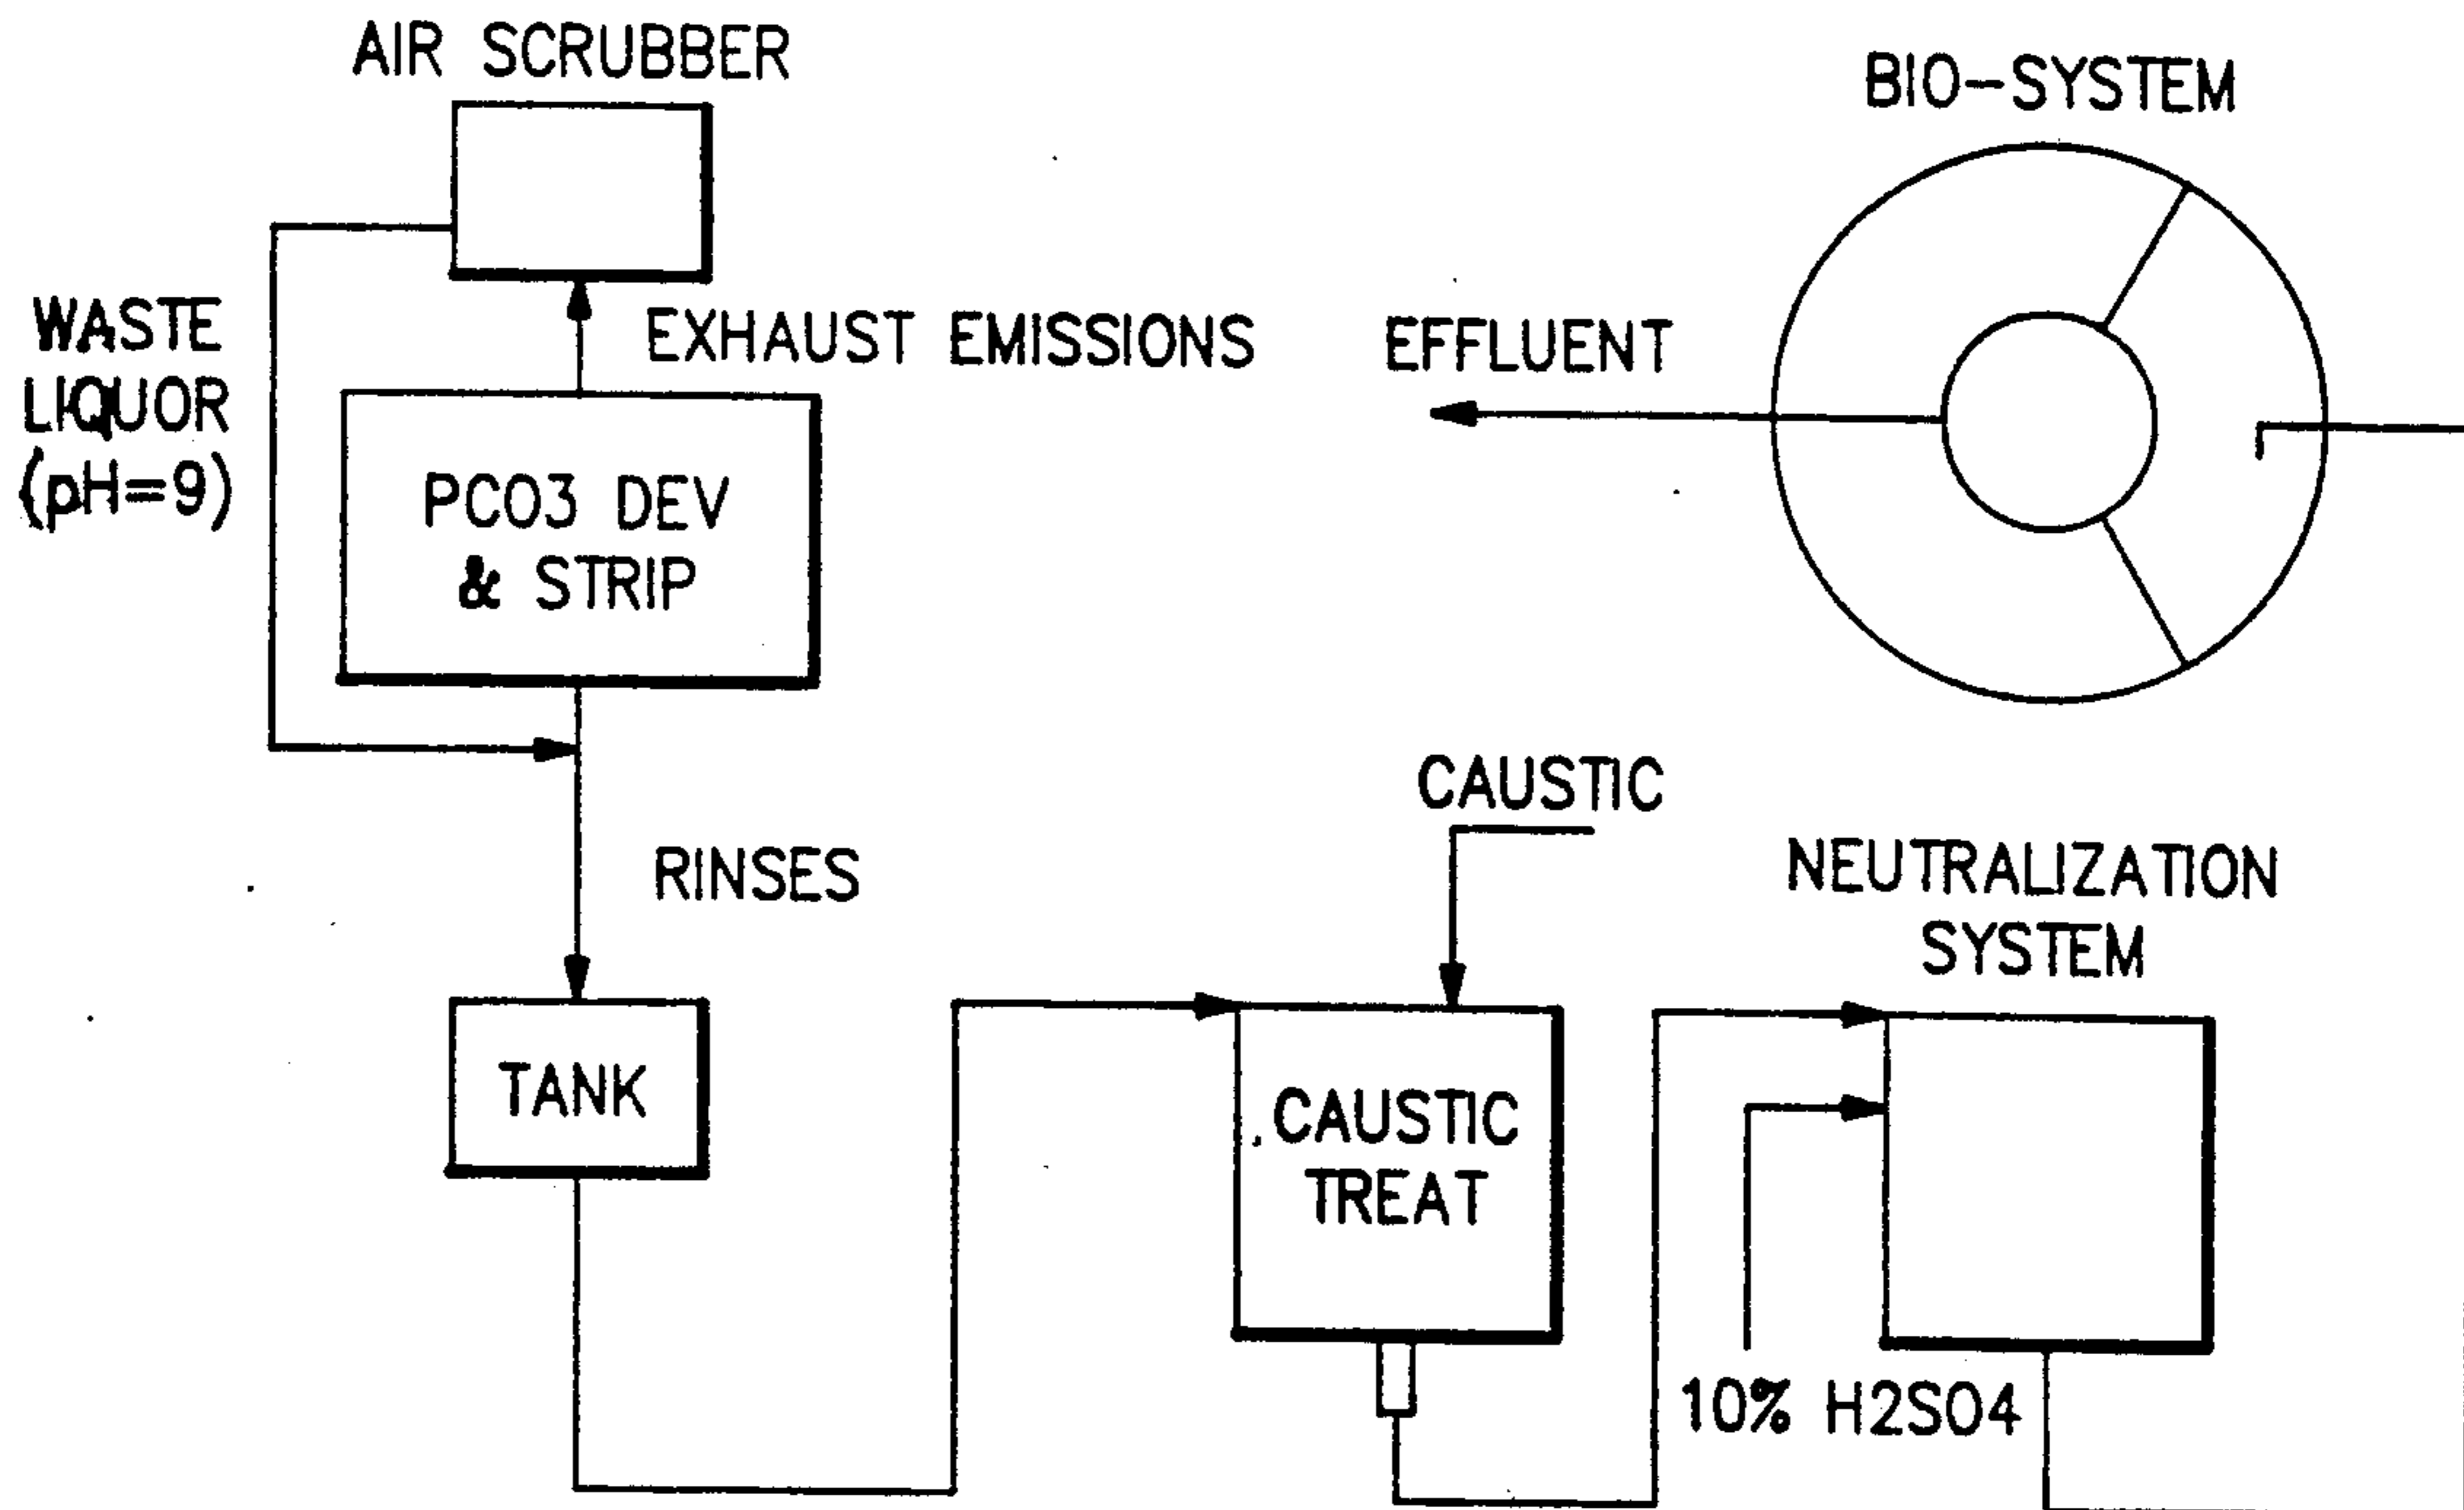 AIR SCRUBBER
BIO-SYSTEM
WASTE
LIQUOR
(pH=9)
EXHAUST EMISSIONS
EFFLUENT
PCO3 DEV
& STRIP
CAUSTIC
RINSES
NEUTRALIZATION
SYSTEM
TANK
CAUSTIC
TREAT
10% H2SO4